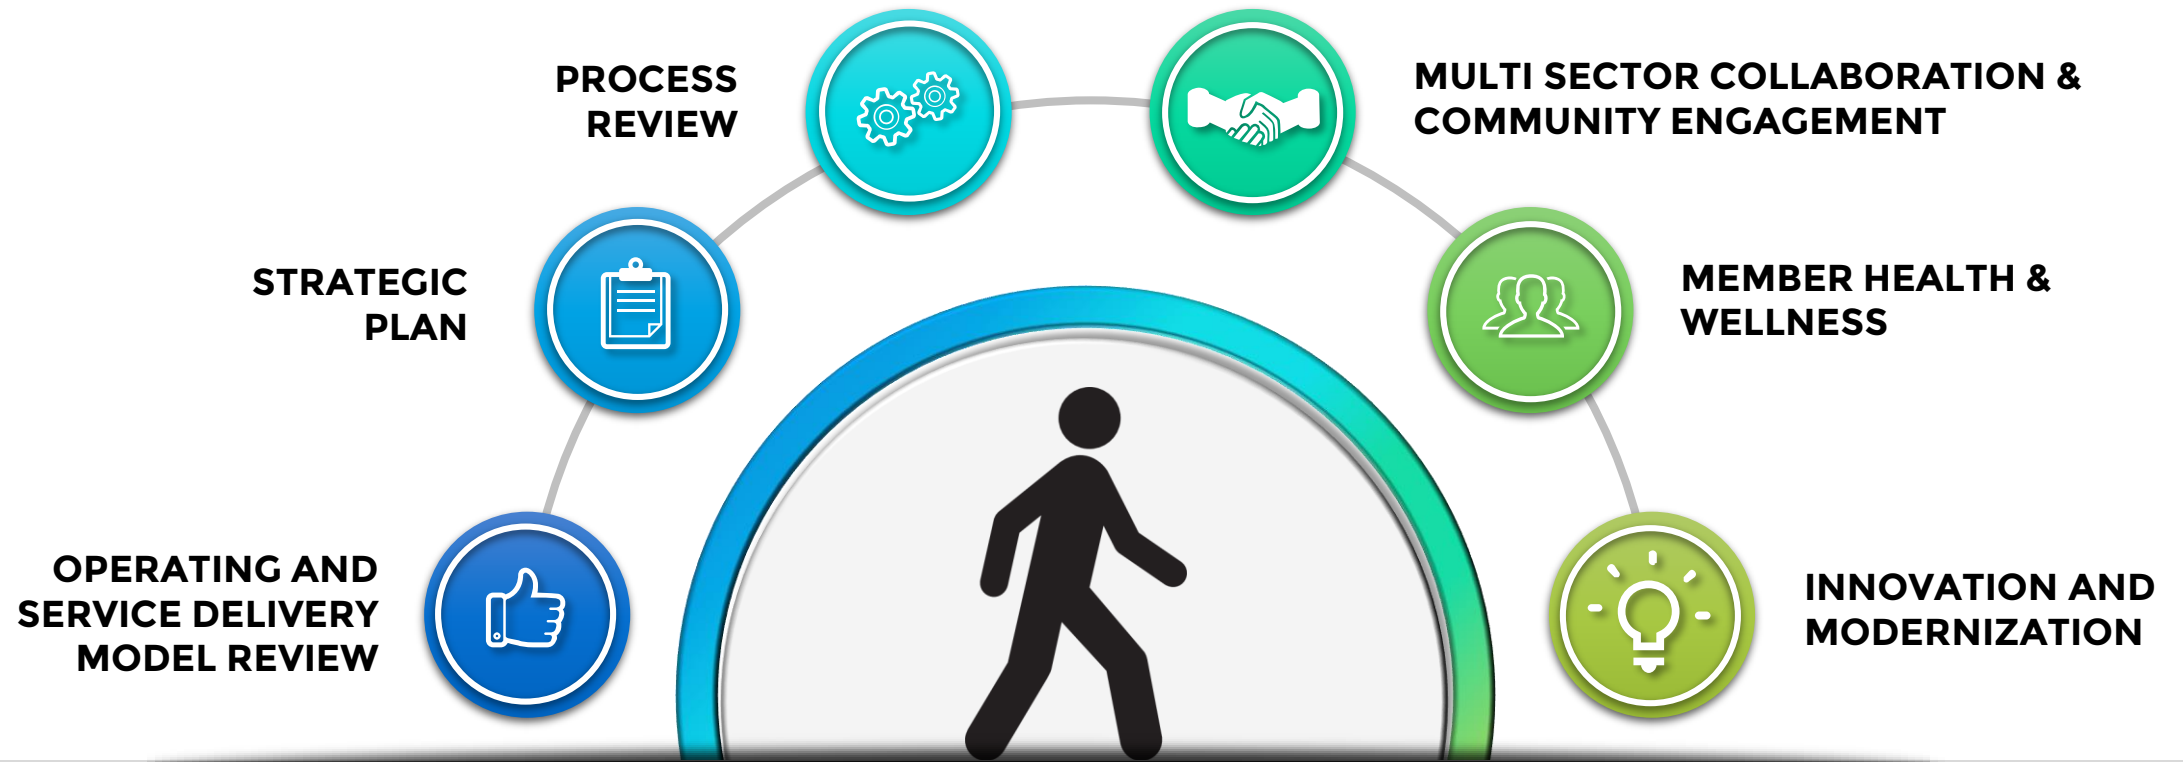 PROCESS
REVIEW
MULTI SECTOR COLLABORATION &
COMMUNITY ENGAGEMENT
STRATEGIC
PLAN
MEMBER HEALTH &
WELLNESS
OPERATING AND
SERVICE DELIVERY
MODEL REVIEW
INNOVATION AND
MODERNIZATION